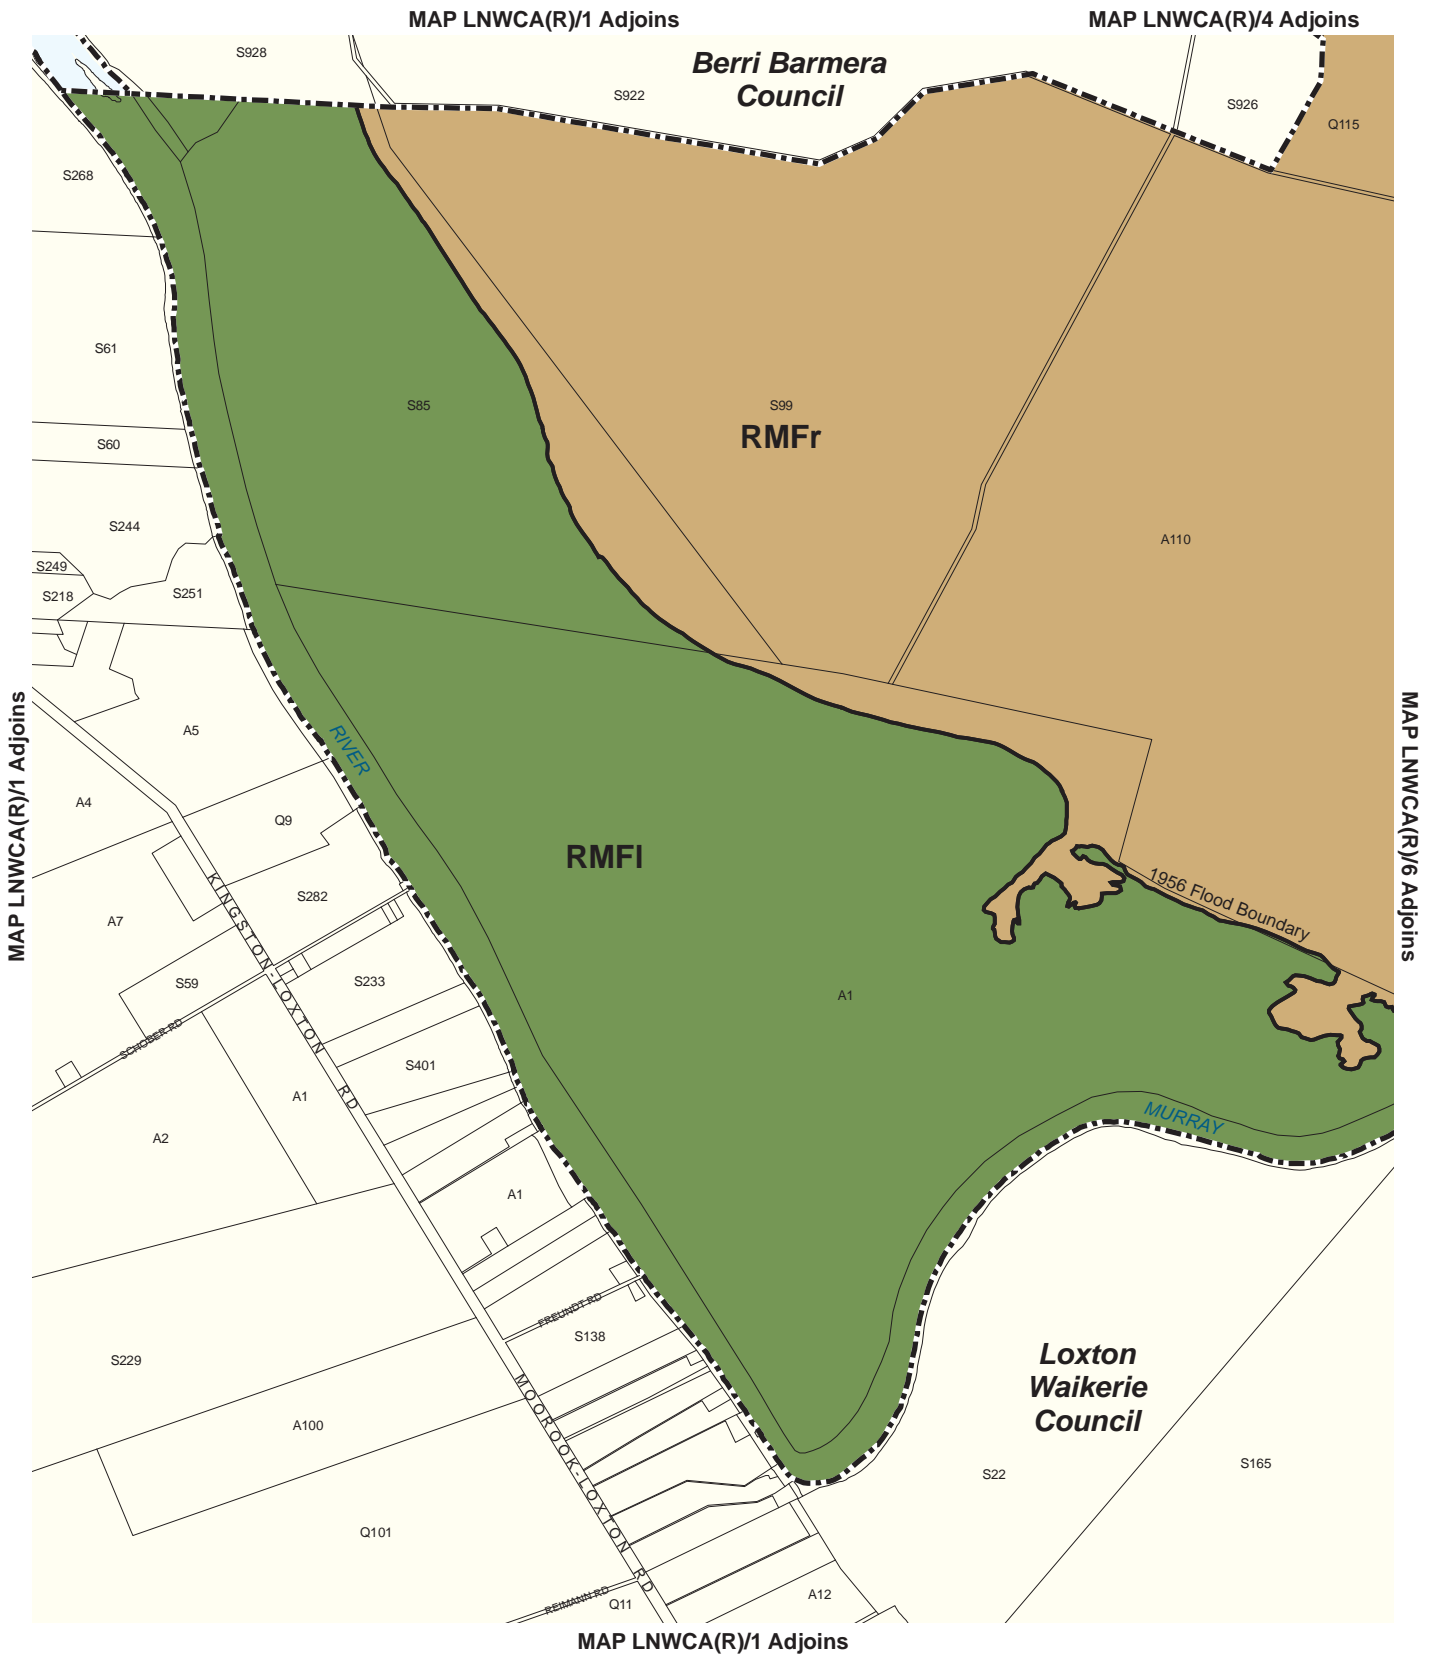 MAP LNWCA(R)/1 Adjoins
MAP LNWCA(R)/4 Adjoins
S928
Berri Barmera
Council
S922
S926
Q115
S268
S61
S85
S99
RMFr
S60
S244
A110
S249
S218
S251
MAP LNWCA(R)/1 Adjoins
MAP LNWCA(R)/6 Adjoins
A5
RIVER
A4
Q9
RMFl
S282
1956 Flood Boundary
A7
KINGSTON-LOXTON RD
S59
S233
A1
SCHOBER RD
S401
A1
A2
MURRAY
A1
FREUNDT RD
S138
S229
Loxton
Waikerie
Council
MOOROOK-LOXTON RD
A100
S22
S165
Q101
REIMANN RD
Q11
A12
MAP LNWCA(R)/1 Adjoins